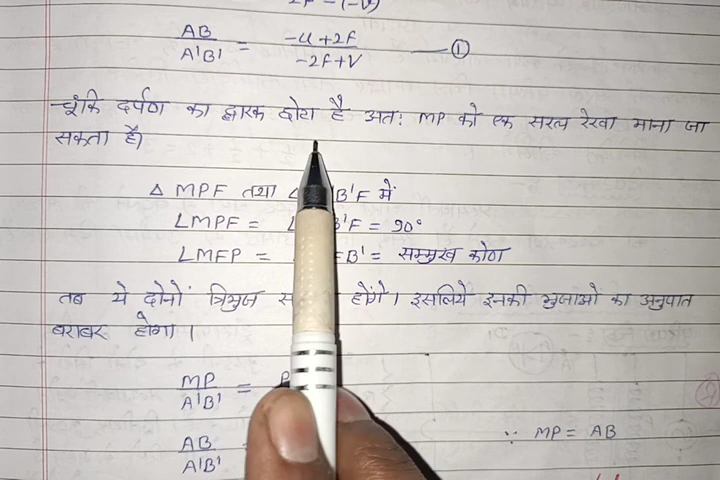 AB / A'B' = -u+2F / -2F+V —①
चूंकि दर्पण का द्वारक छोटा है अत: MP को एक सरल रेखा माना जा
सकता है।
△ MPF तथा △ B'F में
∠MPF = ∠ B'F = 90°
∠MFP = FB' = सम्मुख कोण
तब ये दोनों त्रिभुज होंगे। इसलिये इनकी भुजाओ का अनुपात
बराबर होगा।
MP / A'B' =
AB / A'B' ∵ MP = AB